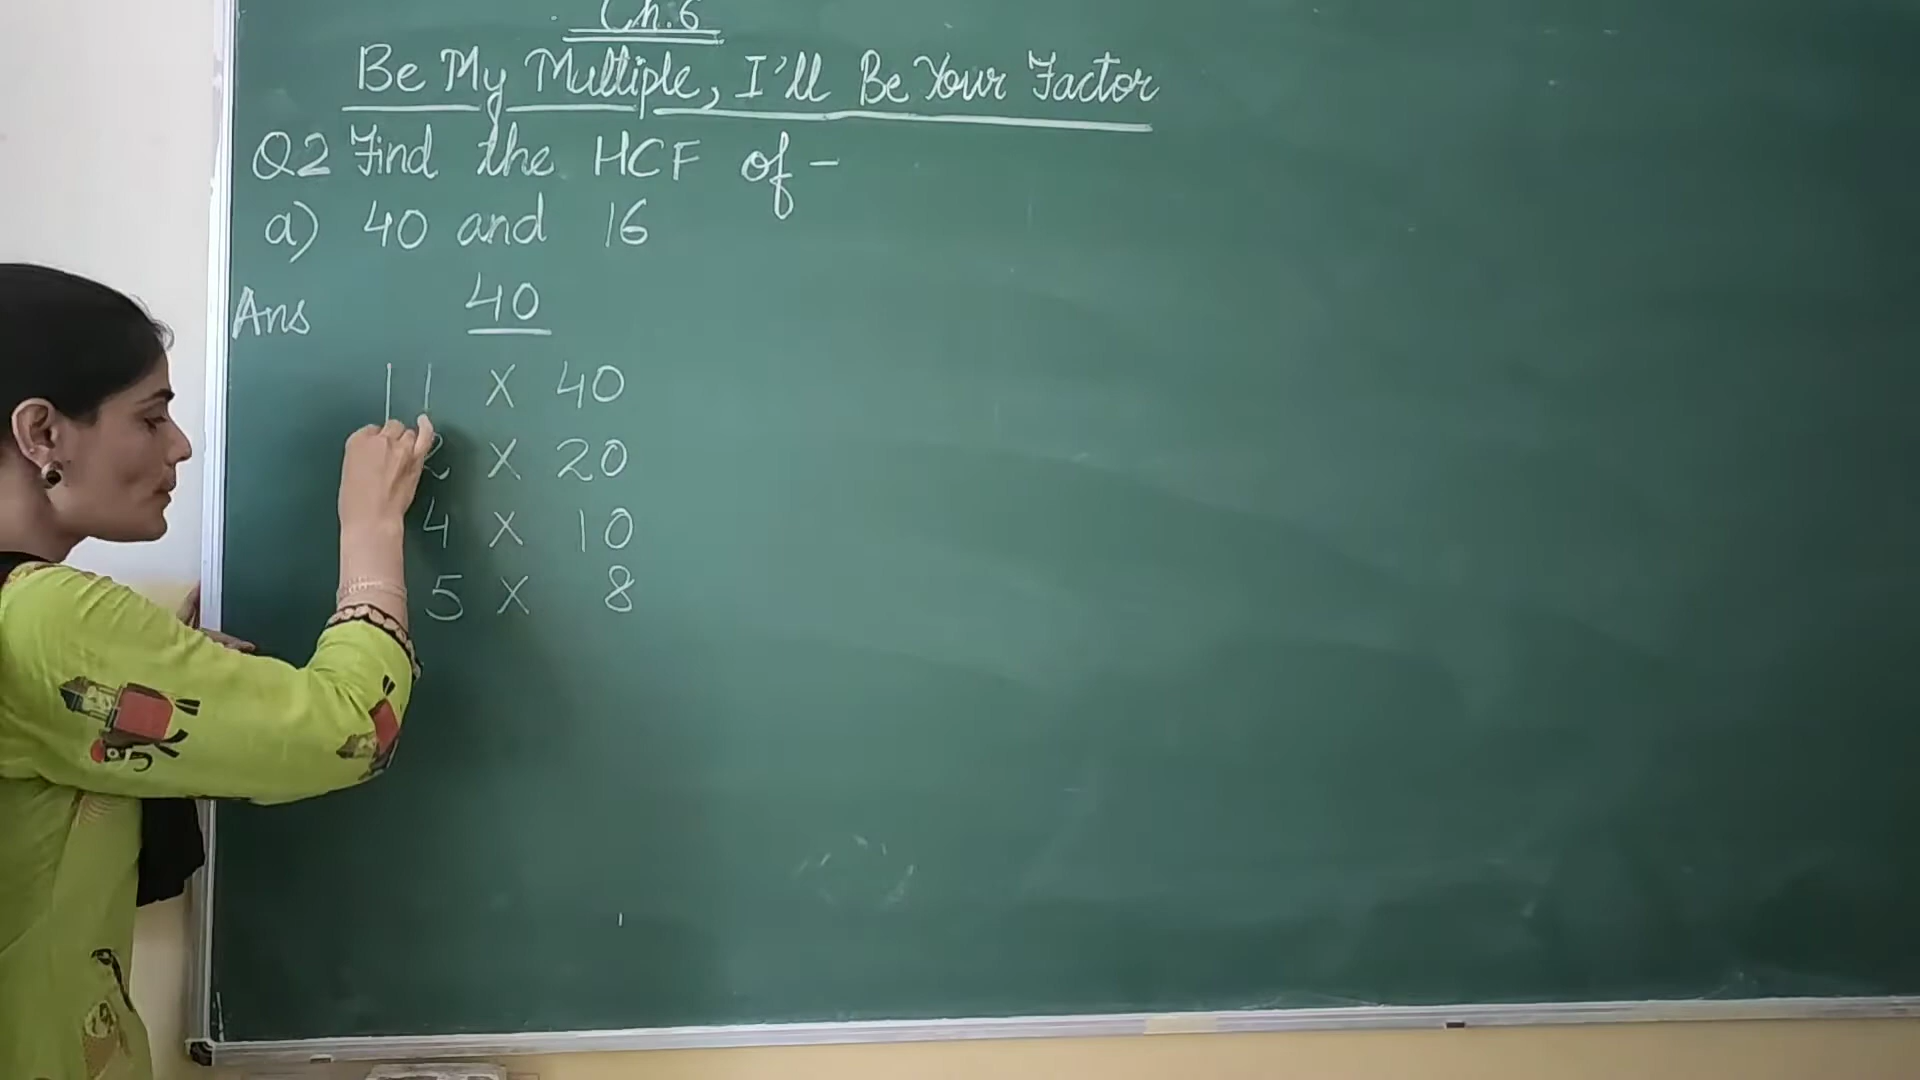 Ch.6
Be My Multiple, I'll Be Your Factor
Q2 Find the HCF of -
a) 40 and 16
Ans 40
1 X 40
2 X 20
4 X 10
5 X 8